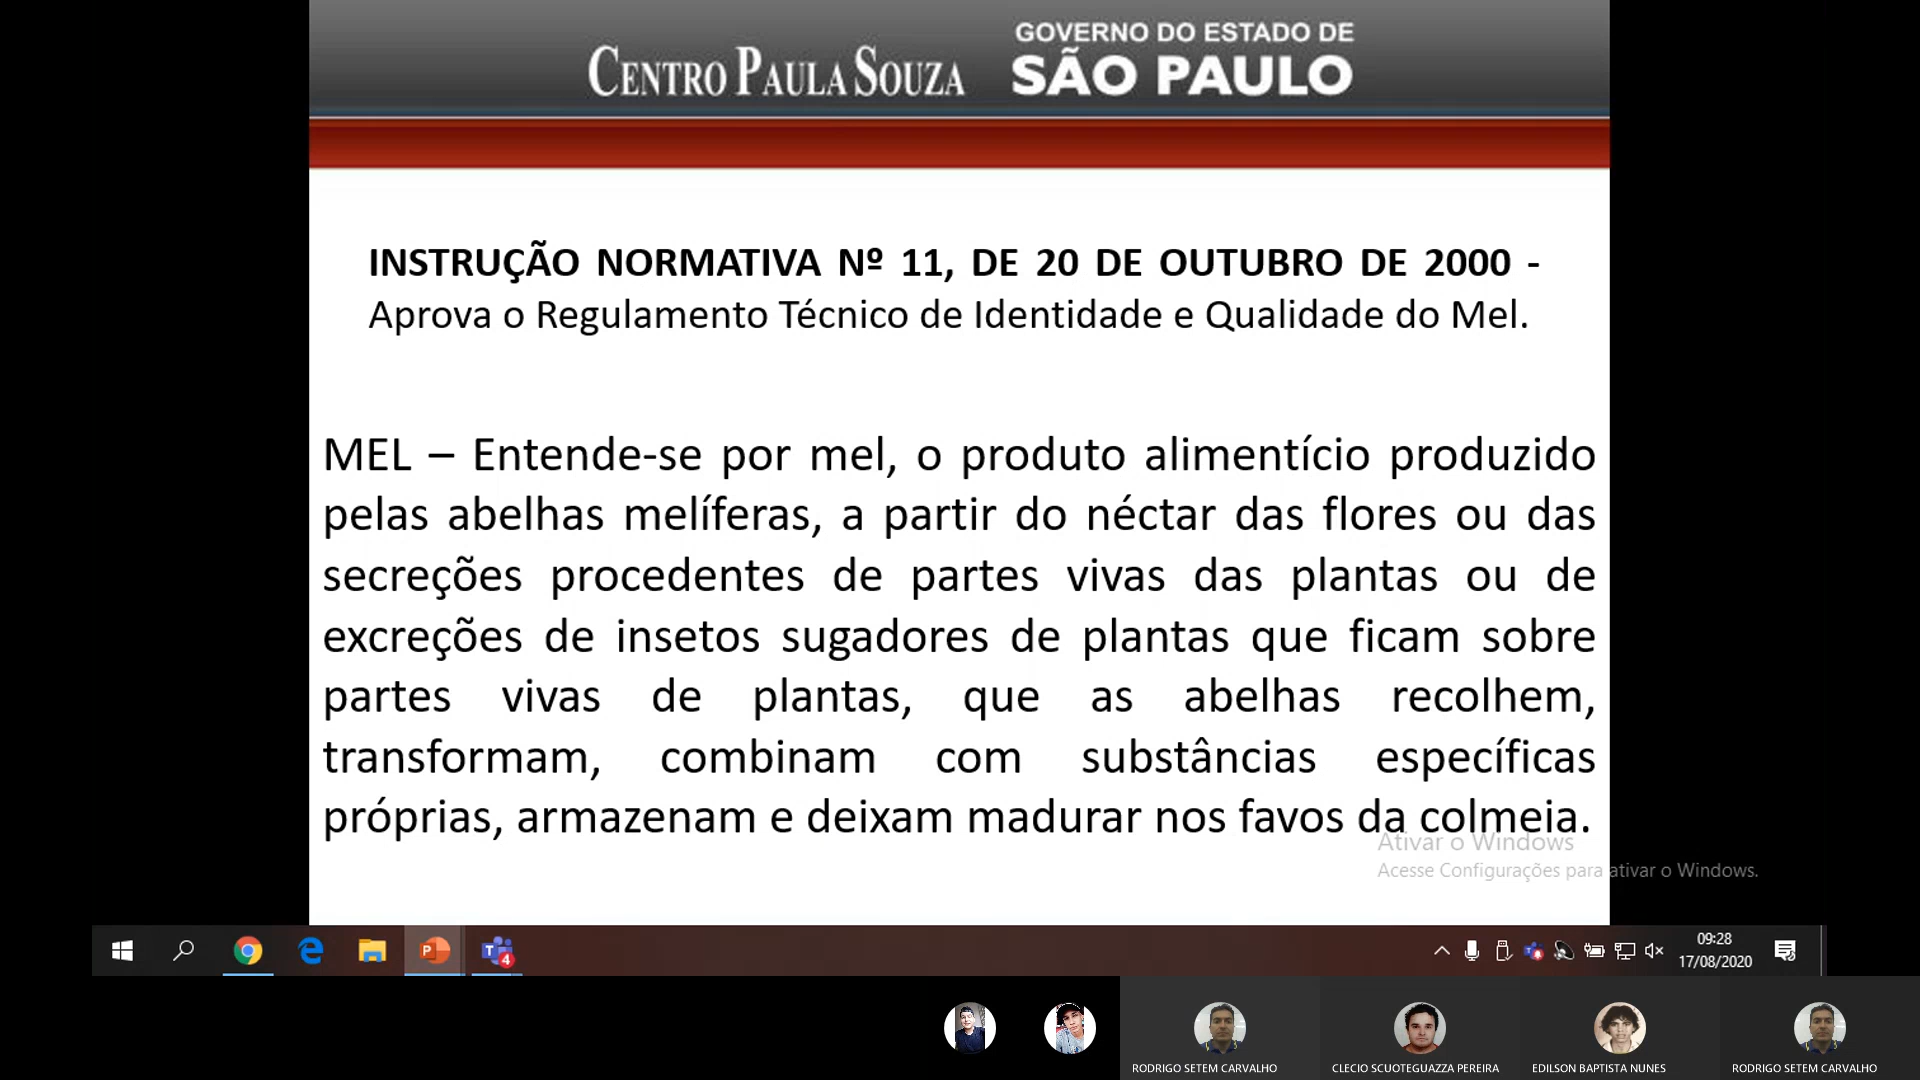 CENTRO PAULA SOUZA
GOVERNO DO ESTADO DE
SÃO PAULO
INSTRUÇÃO NORMATIVA Nº 11, DE 20 DE OUTUBRO DE 2000 -
Aprova o Regulamento Técnico de Identidade e Qualidade do Mel.
MEL – Entende-se por mel, o produto alimentício produzido
pelas abelhas melíferas, a partir do néctar das flores ou das
secreções procedentes de partes vivas das plantas ou de
excreções de insetos sugadores de plantas que ficam sobre
partes vivas de plantas, que as abelhas recolhem,
transformam, combinam com substâncias específicas
próprias, armazenam e deixam madurar nos favos da colmeia.
Ativar o Windows
Acesse Configurações para ativar o Windows.
09:28
17/08/2020
4
RODRIGO SETEM CARVALHO
CLECIO SCUOTEGUAZZA PEREIRA
EDILSON BAPTISTA NUNES
RODRIGO SETEM CARVALHO